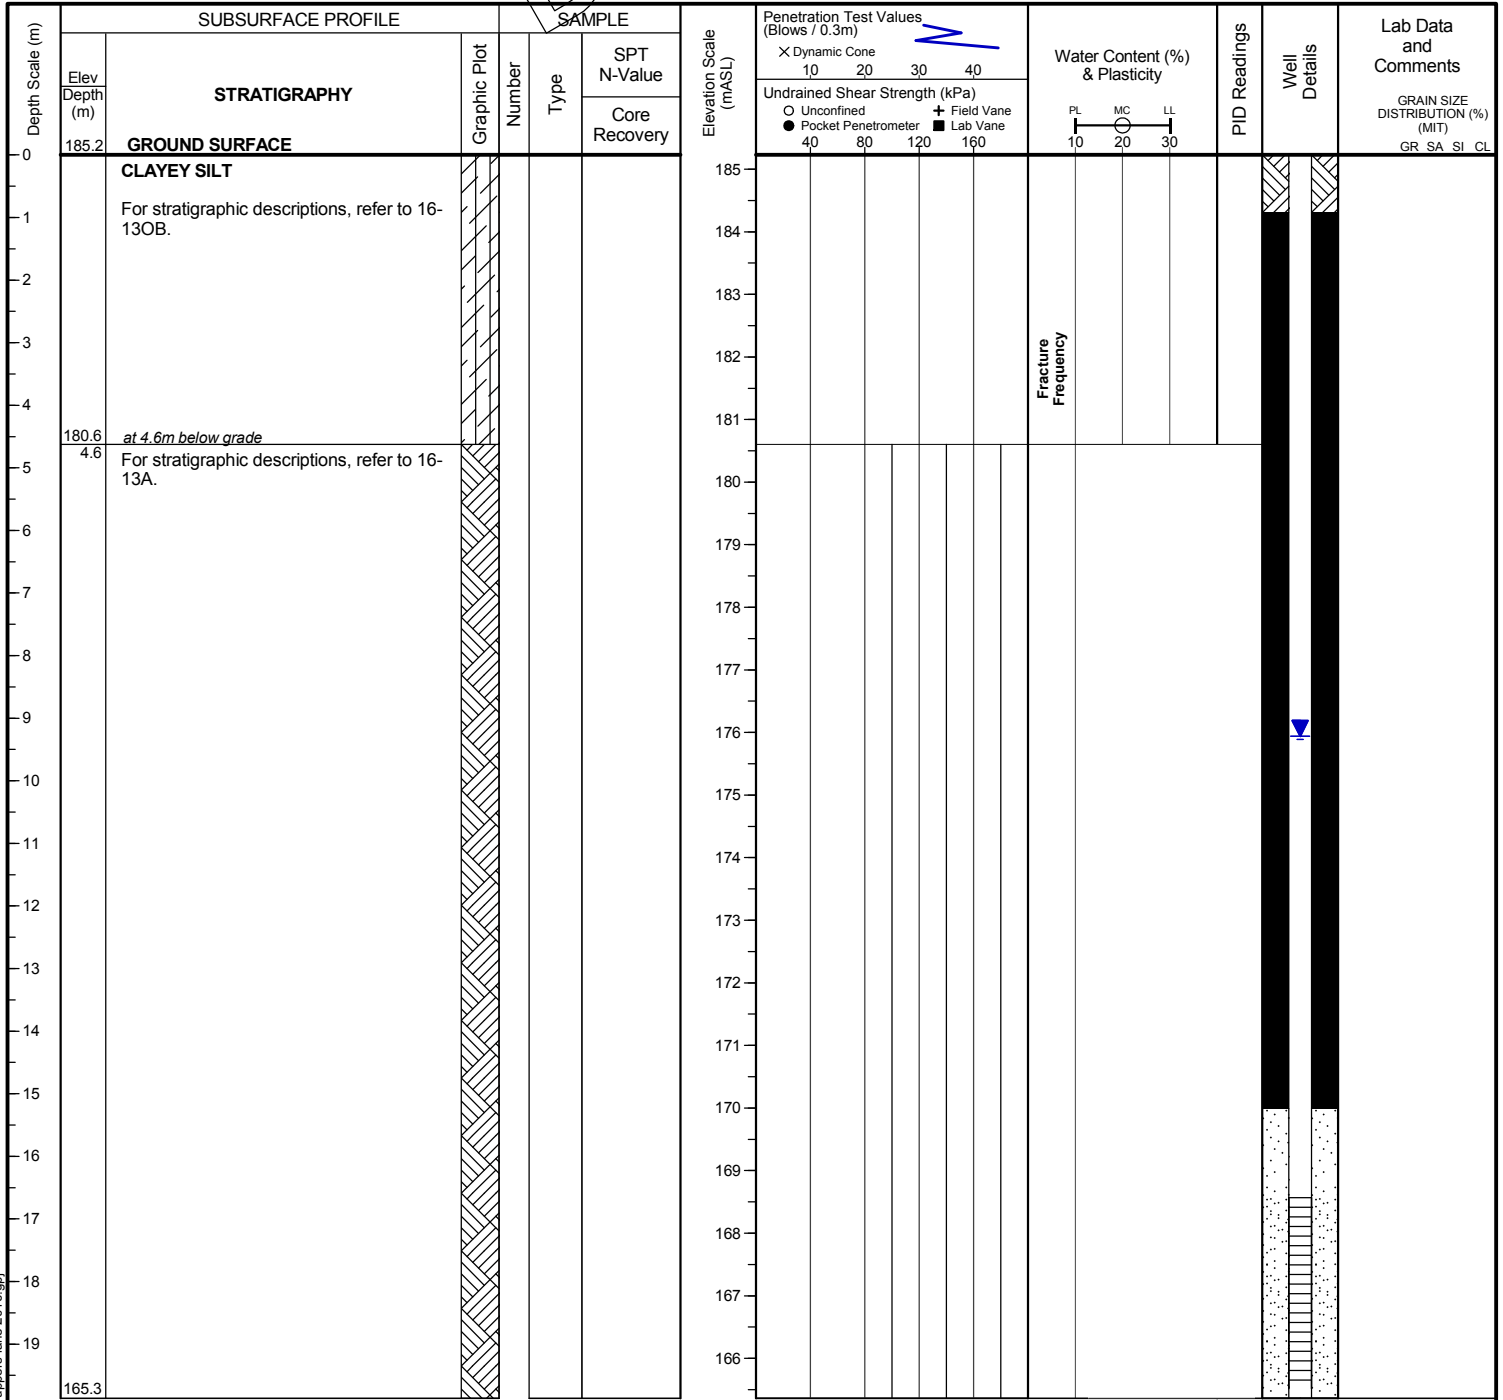 SUBSURFACE PROFILE
SAMPLE
Depth Scale (m)
Elev
Depth
(m)
STRATIGRAPHY
Graphic Plot
Number
Type
SPT
N-Value
Core
Recovery
Elevation Scale
(mASL)
Penetration Test Values
(Blows / 0.3m)
Dynamic Cone
10 20 30 40
Undrained Shear Strength (kPa)
Unconfined
Field Vane
Pocket Penetrometer
Lab Vane
40 80 120 160
Water Content (%)
& Plasticity
PL MC LL
10 20 30
PID Readings
Well
Details
Lab Data
and
Comments
GRAIN SIZE
DISTRIBUTION (%)
(MIT)
GR SA SI CL
185.2 GROUND SURFACE
CLAYEY SILT
For stratigraphic descriptions, refer to 16-
13OB.
180.6 at 4.6m below grade
4.6
For stratigraphic descriptions, refer to 16-
13A.
165.3
Fracture
Frequency
0
1
2
3
4
5
6
7
8
9
10
11
12
13
14
15
16
17
18
19
185
184
183
182
181
180
179
178
177
176
175
174
173
172
171
170
169
168
167
166